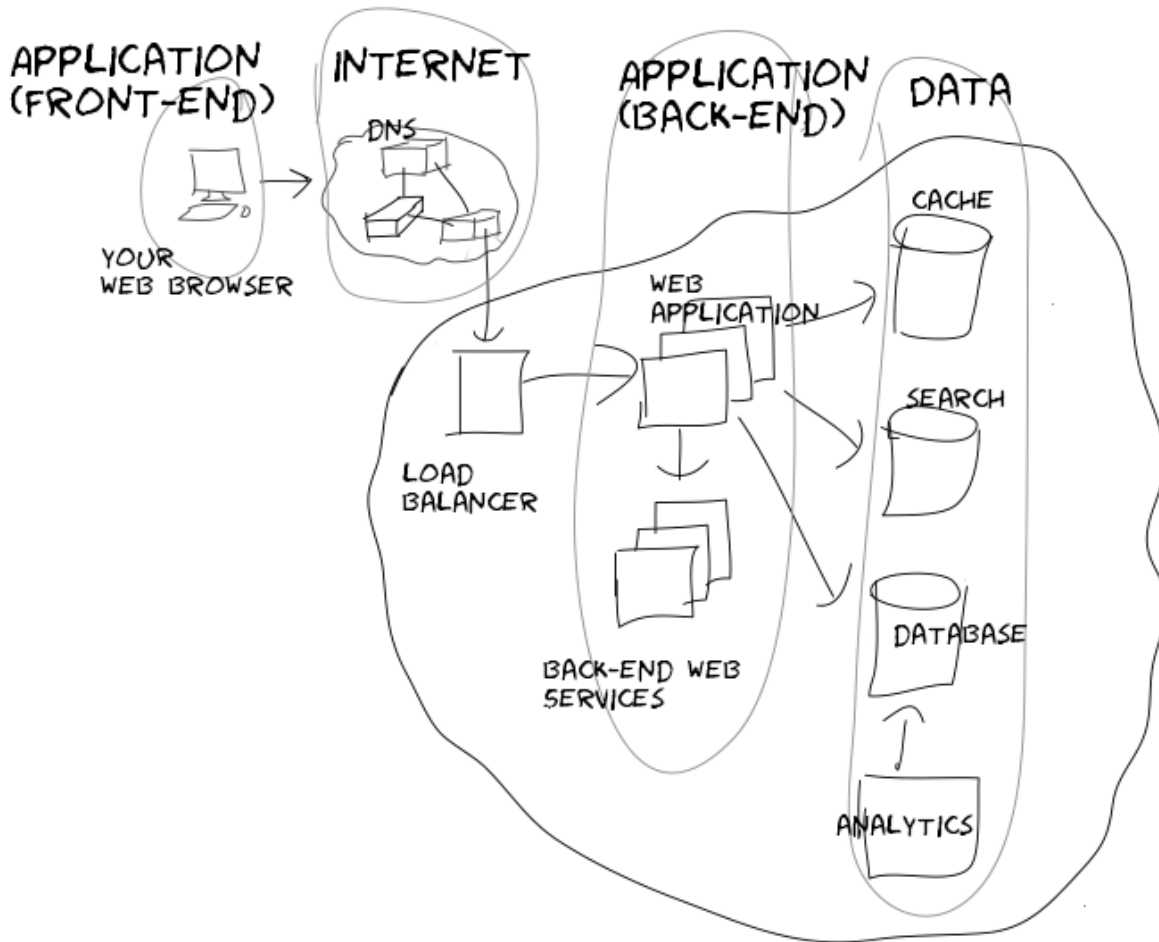 APPLICATION
(FRONT-END)
INTERNET
APPLICATION
(BACK-END)
DATA
DNS
YOUR
WEB BROWSER
LOAD
BALANCER
WEB
APPLICATION
BACK-END WEB
SERVICES
CACHE
SEARCH
DATABASE
ANALYTICS